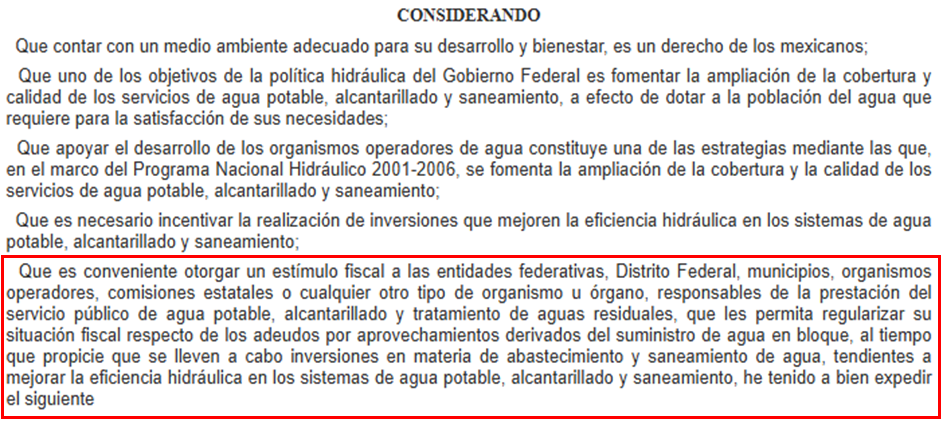 CONSIDERANDO
Que contar con un medio ambiente adecuado para su desarrollo y bienestar, es un derecho de los mexicanos;
Que uno de los objetivos de la política hidráulica del Gobierno Federal es fomentar la ampliación de la cobertura y
calidad de los servicios de agua potable, alcantarillado y saneamiento, a efecto de dotar a la población del agua que
requiere para la satisfacción de sus necesidades;
Que apoyar el desarrollo de los organismos operadores de agua constituye una de las estrategias mediante las que,
en el marco del Programa Nacional Hidráulico 2001-2006, se fomenta la ampliación de la cobertura y la calidad de los
servicios de agua potable, alcantarillado y saneamiento;
Que es necesario incentivar la realización de inversiones que mejoren la eficiencia hidráulica en los sistemas de agua
potable, alcantarillado y saneamiento;
Que es conveniente otorgar un estímulo fiscal a las entidades federativas, Distrito Federal, municipios, organismos
operadores, comisiones estatales o cualquier otro tipo de organismo u órgano, responsables de la prestación del
servicio público de agua potable, alcantarillado y tratamiento de aguas residuales, que les permita regularizar su
situación fiscal respecto de los adeudos por aprovechamientos derivados del suministro de agua en bloque, al tiempo
que propicie que se lleven a cabo inversiones en materia de abastecimiento y saneamiento de agua, tendientes a
mejorar la eficiencia hidráulica en los sistemas de agua potable, alcantarillado y saneamiento, he tenido a bien expedir
el siguiente